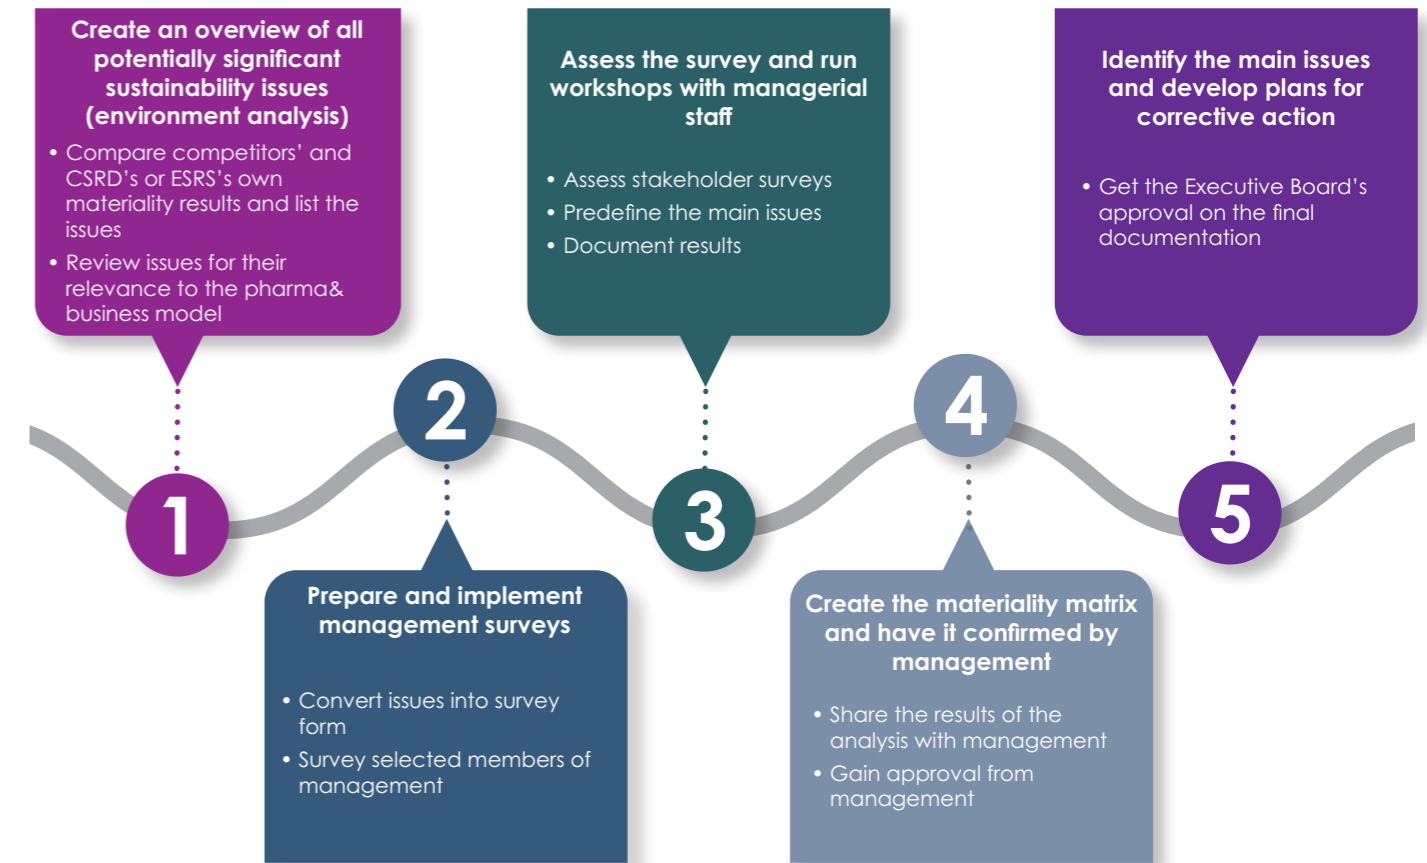 Create an overview of all
potentially significant
sustainability issues
(environment analysis)
• Compare competitors’ and
CSRD’s or ESRS’s own
materiality results and list the
issues
• Review issues for their
relevance to the pharma&
business model
1
2
Prepare and implement
management surveys
• Convert issues into survey
form
• Survey selected members of
management
Assess the survey and run
workshops with managerial
staff
• Assess stakeholder surveys
• Predefine the main issues
• Document results
3
4
Create the materiality matrix
and have it confirmed by
management
• Share the results of the
analysis with management
• Gain approval from
management
Identify the main issues
and develop plans for
corrective action
• Get the Executive Board’s
approval on the final
documentation
5